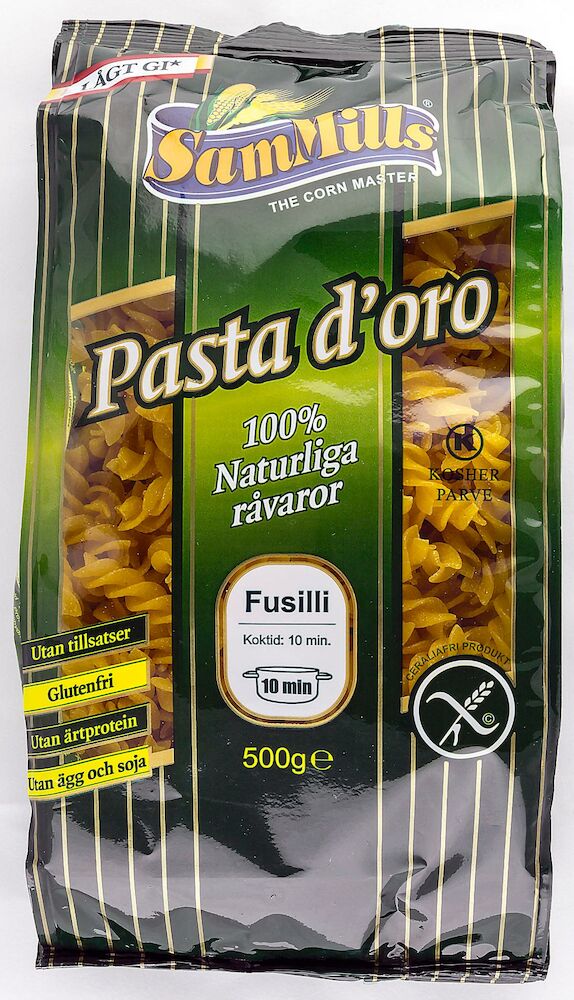 LÅGT GI*
SamMills®
THE CORN MASTER
Pasta d'oro
100%
Naturliga
råvaror
K
KOSHER
PARVE
Fusilli
Koktid: 10 min.
10 min
500g℮
Utan tillsatser
Glutenfri
Utan ärtprotein
Utan ägg och soja
CERALIAFRI PRODUKT
©